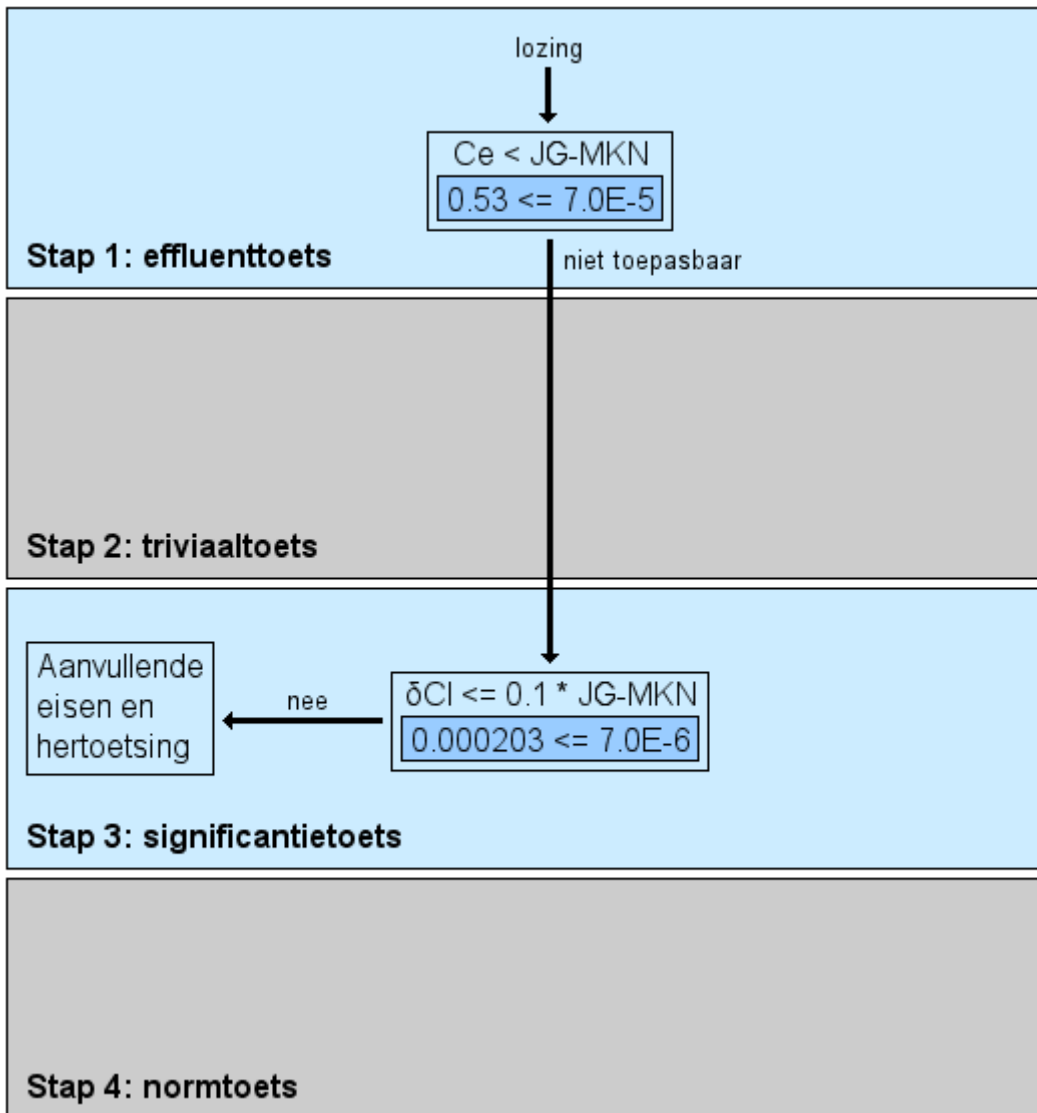 lozing
Ce < JG-MKN
0.53 <= 7.0E-5
niet toepasbaar
Stap 1: effluenttoets
Stap 2: triviaaltoets
Aanvullende
eisen en
hertoetsing
nee
δCl <= 0.1 * JG-MKN
0.000203 <= 7.0E-6
Stap 3: significantietoets
Stap 4: normtoets